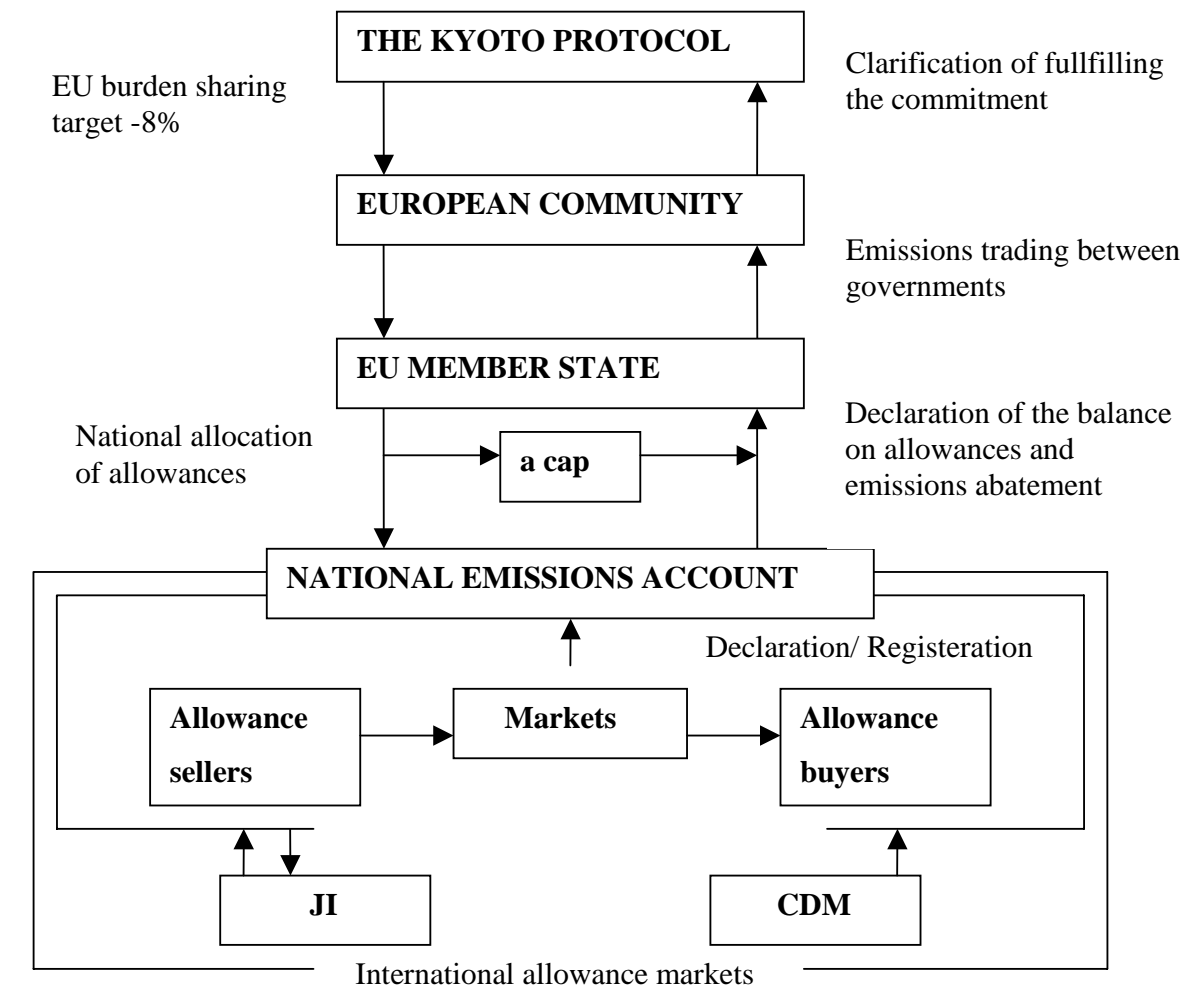 THE KYOTO PROTOCOL
EU burden sharing
target -8%
Clarification of fullfilling
the commitment
EUROPEAN COMMUNITY
Emissions trading between
governments
EU MEMBER STATE
National allocation
of allowances
a cap
Declaration of the balance
on allowances and
emissions abatement
NATIONAL EMISSIONS ACCOUNT
Declaration/ Registeration
Allowance
sellers
Markets
Allowance
buyers
JI
CDM
International allowance markets